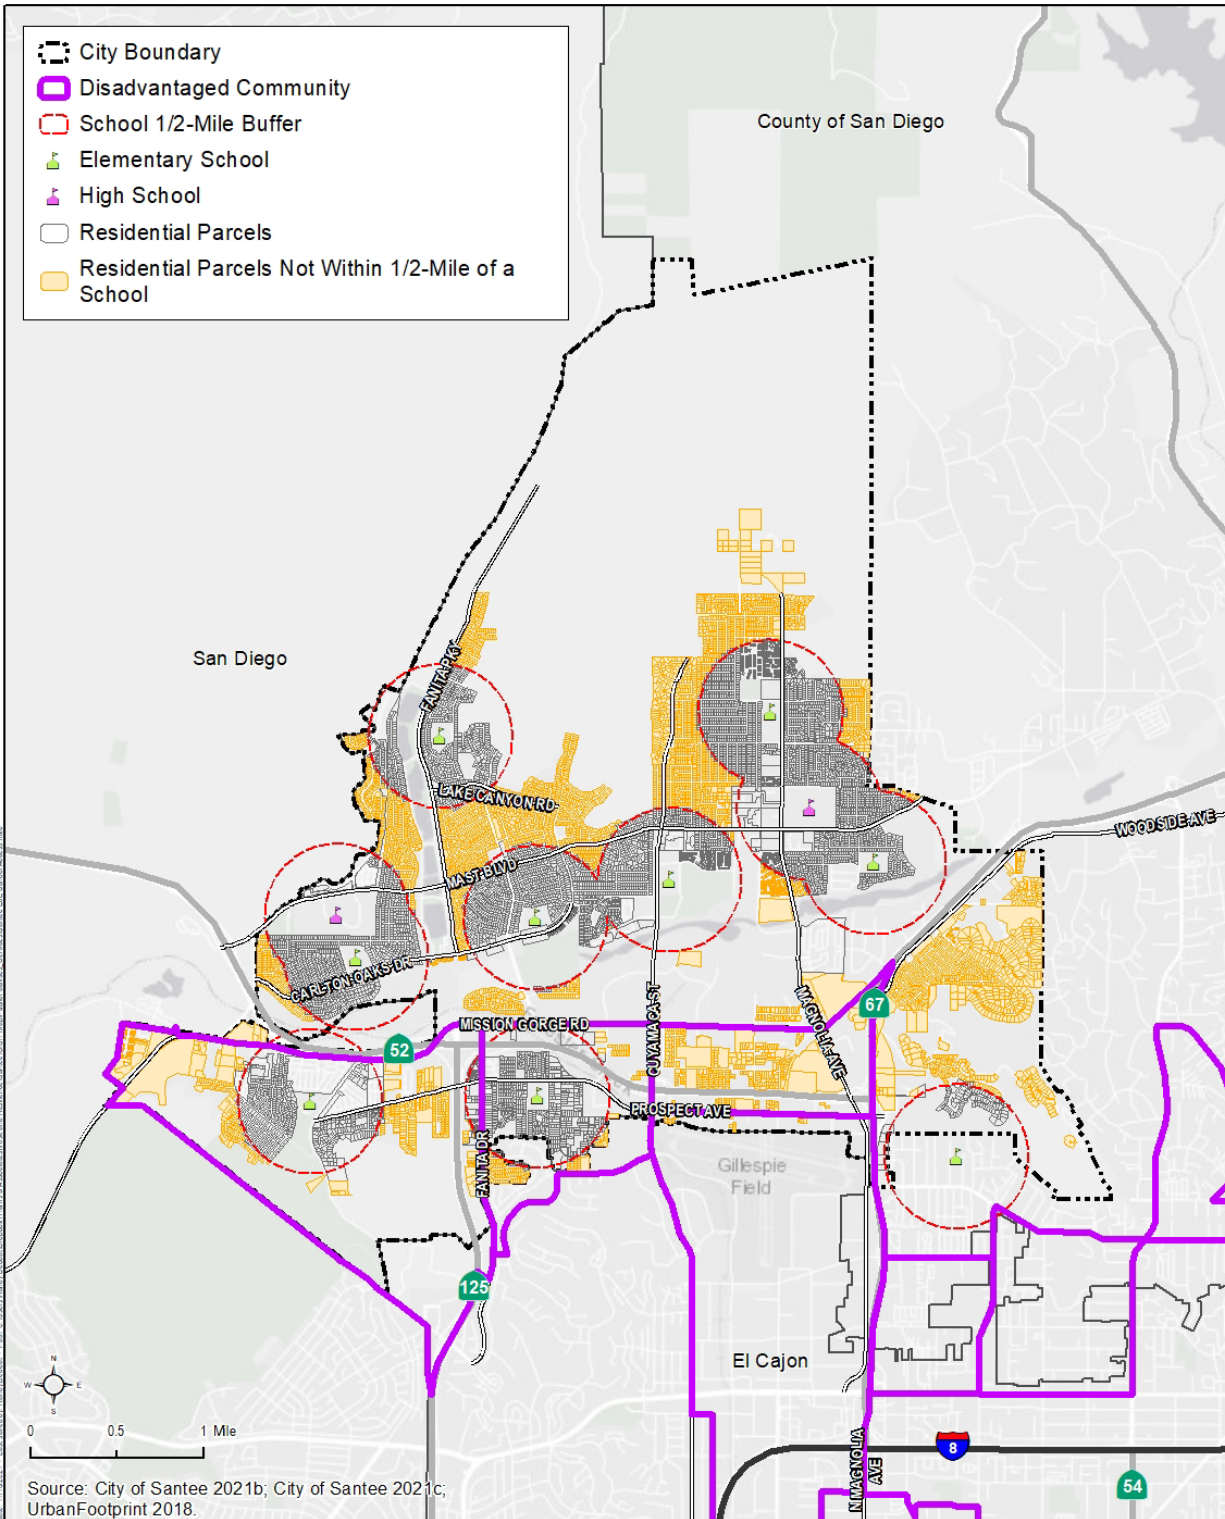 City Boundary
Disadvantaged Community
School 1/2-Mile Buffer
Elementary School
High School
Residential Parcels
Residential Parcels Not Within 1/2-Mile of a
School
County of San Diego
San Diego
FANITA PKY
LAKE CANYON RD
MAST BLVD
WOODSIDE AVE
CARLTON OAKS DR
MISSION GORGE RD
CUYAMACA ST
MAGNOLIA AVE
67
52
PROSPECT AVE
FANITA DR
Gillespie
Field
125
El Cajon
N
W
E
S
0
0.5
1 Mile
N MAGNOLIA
AVE
8
54
Source: City of Santee 2021b; City of Santee 2021c;
UrbanFootprint 2018.